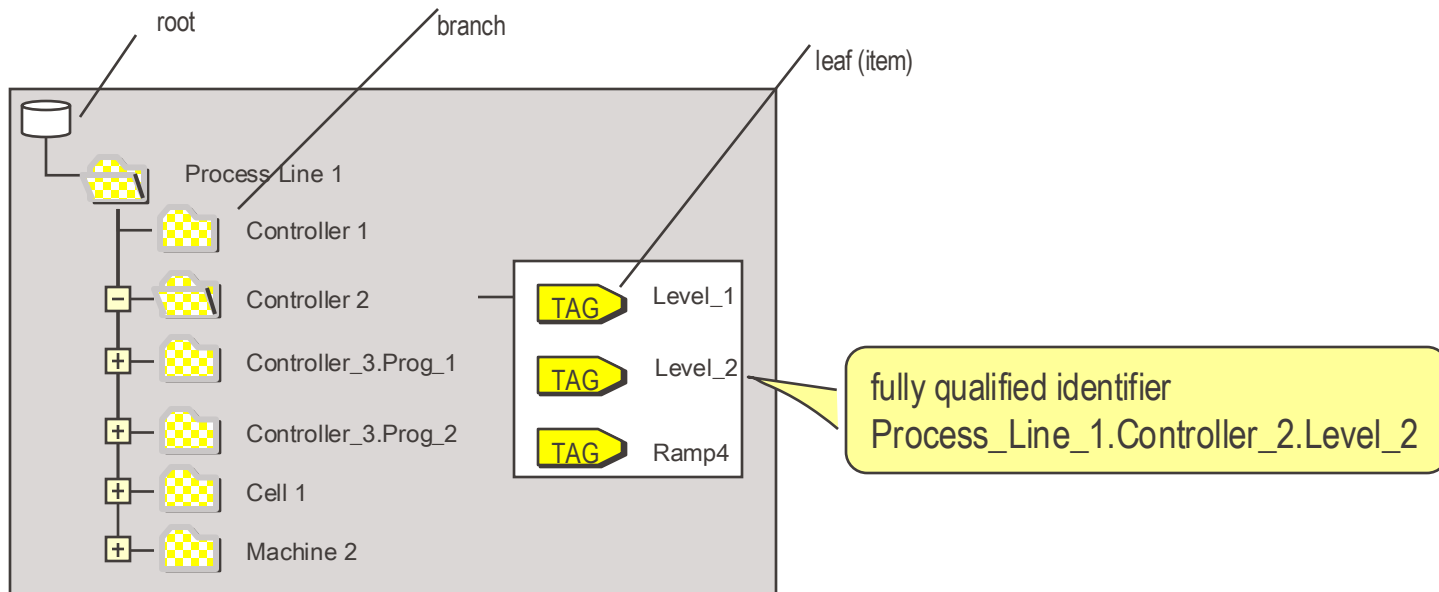 root
branch
leaf (item)
Process Line 1
Controller 1
Controller 2
Controller_3.Prog_1
Controller_3.Prog_2
Cell 1
Machine 2
TAG Level_1
TAG Level_2
TAG Ramp4
fully qualified identifier
Process_Line_1.Controller_2.Level_2